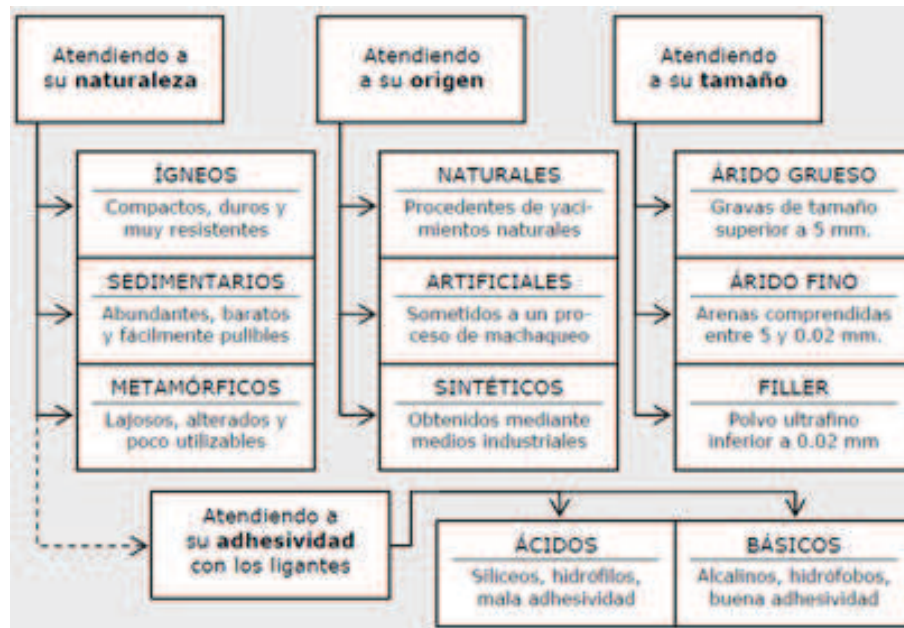 Atendiendo a
su naturaleza
ÍGNEOS
Compactos, duros y
muy resistentes
SEDIMENTARIOS
Abundantes, baratos
y fácilmente pulibles
METAMÓRFICOS
Lajosos, alterados y
poco utilizables
Atendiendo
a su origen
NATURALES
Procedentes de yaci-
mientos naturales
ARTIFICIALES
Sometidos a un pro-
ceso de machaqueo
SINTÉTICOS
Obtenidos mediante
medios industriales
Atendiendo
a su tamaño
ÁRIDO GRUESO
Gravas de tamaño
superior a 5 mm.
ÁRIDO FINO
Arenas comprendidas
entre 5 y 0.02 mm.
FILLER
Polvo ultrafino
inferior a 0.02 mm
Atendiendo a
su adhesividad
con los ligantes
ÁCIDOS
Silíceos, hidrófilos,
mala adhesividad
BÁSICOS
Alcalinos, hidrófobos,
buena adhesividad